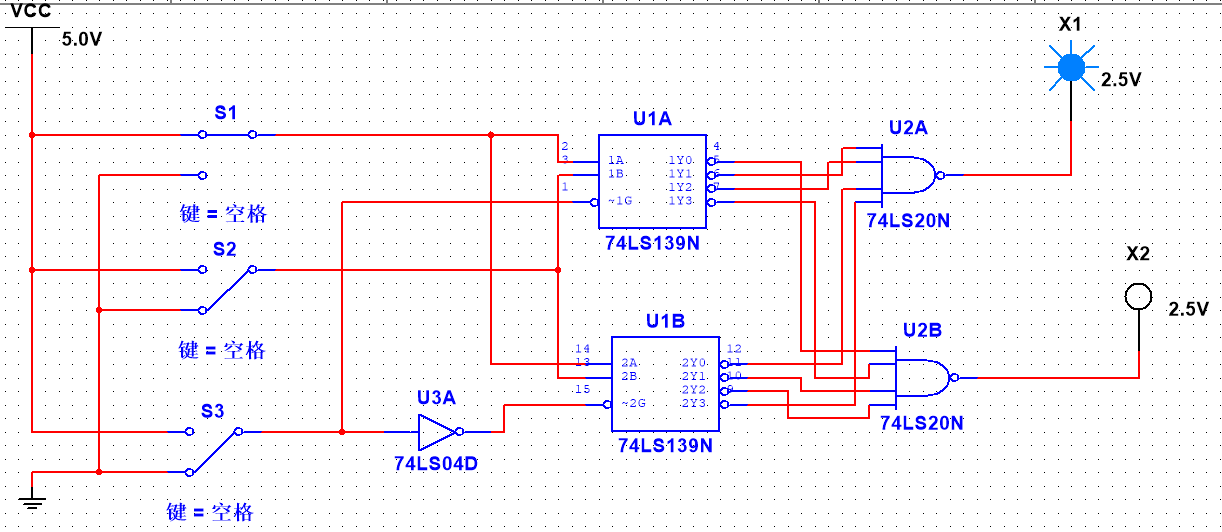 VCC
5.0V
X1
2.5V
S1
键 = 空格
S2
键 = 空格
S3
键 = 空格
U1A
2
3
1
1A
1B
~1G
1Y0
1Y1
1Y2
1Y3
4
5
6
7
74LS139N
U2A
74LS20N
X2
2.5V
U1B
14
13
15
2A
2B
~2G
2Y0
2Y1
2Y2
2Y3
12
11
10
9
74LS139N
U2B
74LS20N
U3A
74LS04D